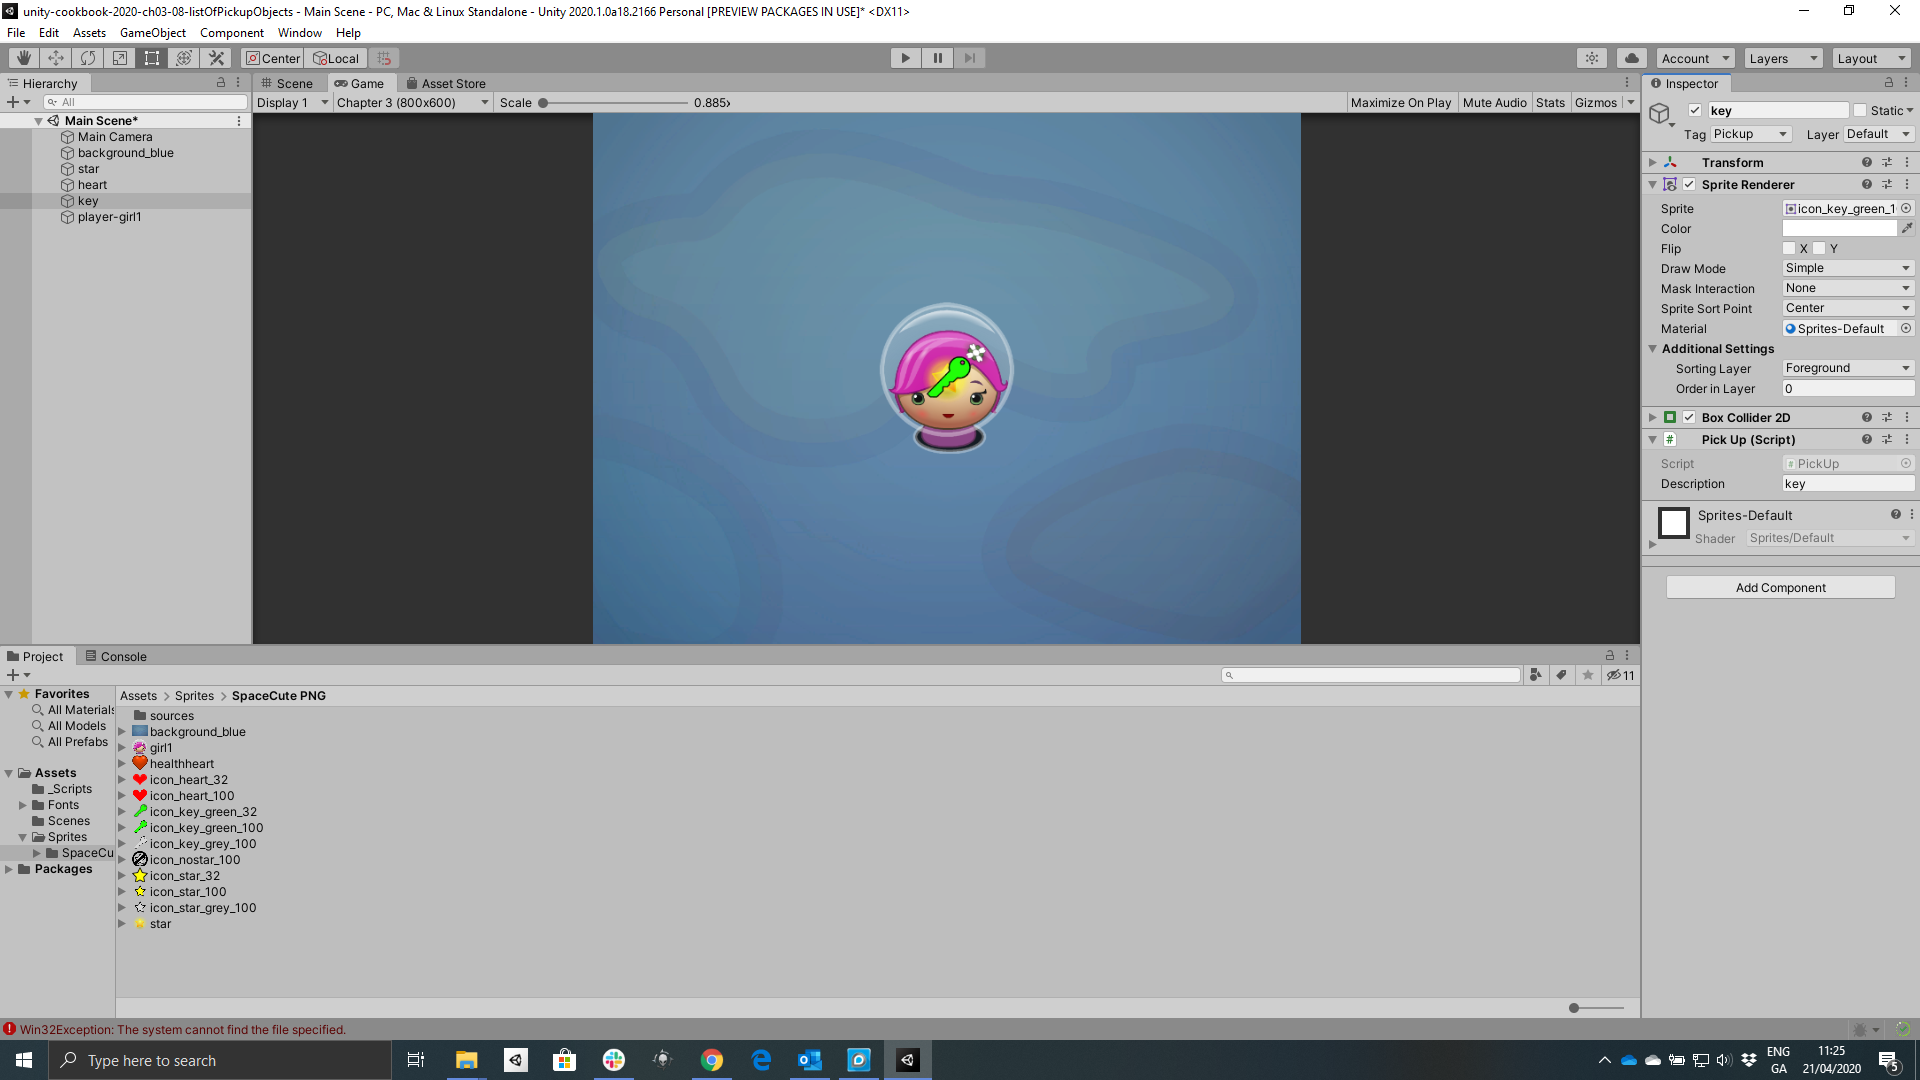 unity-cookbook-2020-ch03-08-listOfPickupObjects - Main Scene - PC, Mac & Linux Standalone - Unity 2020.1.0a18.2166 Personal [PREVIEW PACKAGES IN USE]* <DX11>
File Edit Assets GameObject Component Window Help
Center Local Account Layers Layout
Hierarchy
All
Main Scene*
Main Camera
background_blue
star
heart
key
player-girl1
Scene Game Asset Store
Display 1 Chapter 3 (800x600) Scale 0.885x Maximize On Play Mute Audio Stats Gizmos
Inspector
key Static
Tag Pickup Layer Default
Transform
Sprite Renderer
Sprite icon_key_green_1
Color
Flip X Y
Draw Mode Simple
Mask Interaction None
Sprite Sort Point Center
Material Sprites-Default
Additional Settings
Sorting Layer Foreground
Order in Layer 0
Box Collider 2D
# Pick Up (Script)
Script # PickUp
Description key
Sprites-Default
Shader Sprites/Default
Add Component
Project Console
11
Favorites
All Materials
All Models
All Prefabs
Assets
_Scripts
Fonts
Scenes
Sprites
SpaceCu
Packages
Assets > Sprites > SpaceCute PNG
sources
background_blue
girl1
healthheart
icon_heart_32
icon_heart_100
icon_key_green_32
icon_key_green_100
icon_key_grey_100
icon_nostar_100
icon_star_32
icon_star_100
icon_star_grey_100
star
Win32Exception: The system cannot find the file specified.
Type here to search
ENG
GA
11:25
21/04/2020
5